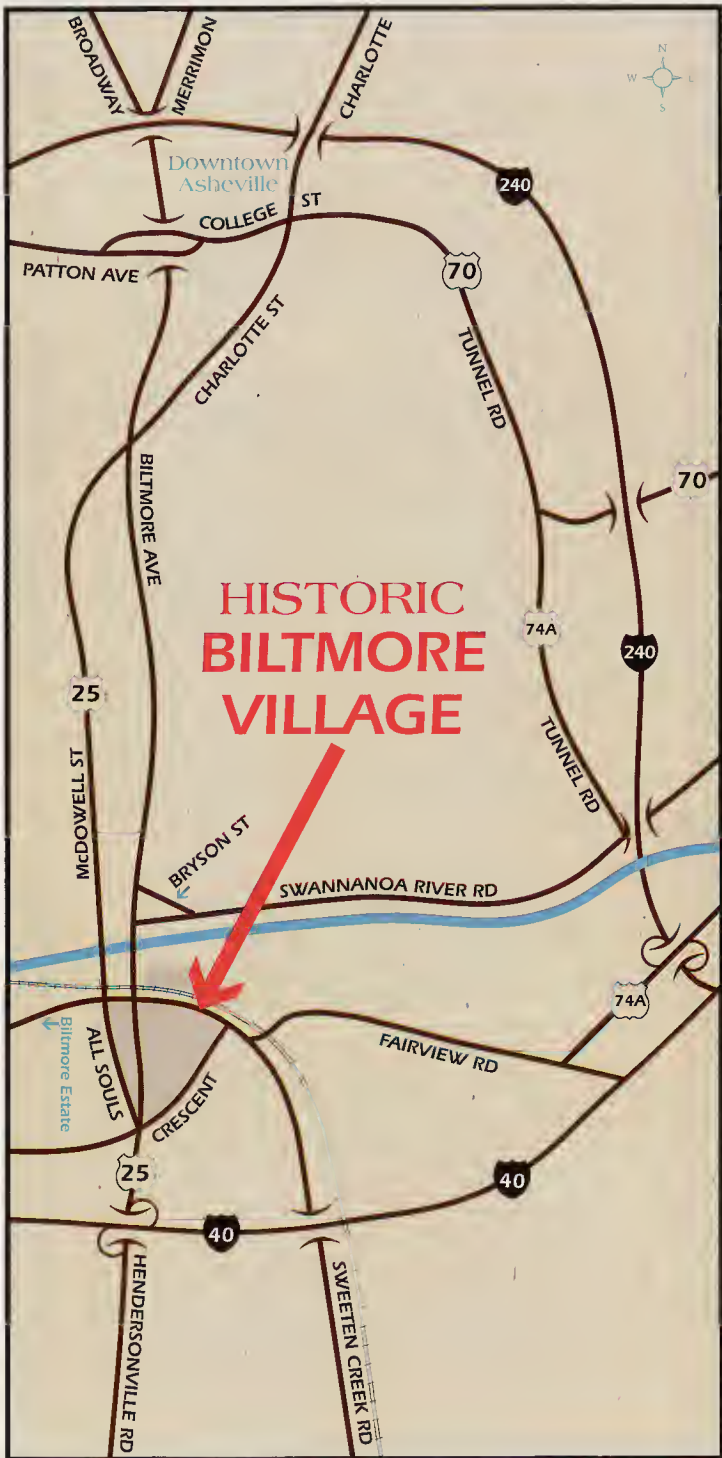 BROADWAY
MERRIMON
CHARLOTTE
N
W
L
S
Downtown
Asheville
240
COLLEGE ST
PATTON AVE
70
CHARLOTTE ST
TUNNEL RD
BILTMORE AVE
70
HISTORIC
BILTMORE
VILLAGE
74A
240
25
TUNNEL RD
McDOWELL ST
BRYSON ST
SWANNANOA RIVER RD
74A
Biltmore Estate
ALL SOULS
CRESCENT
FAIRVIEW RD
25
40
40
HENDERSONVILLE RD
SWEETEN CREEK RD